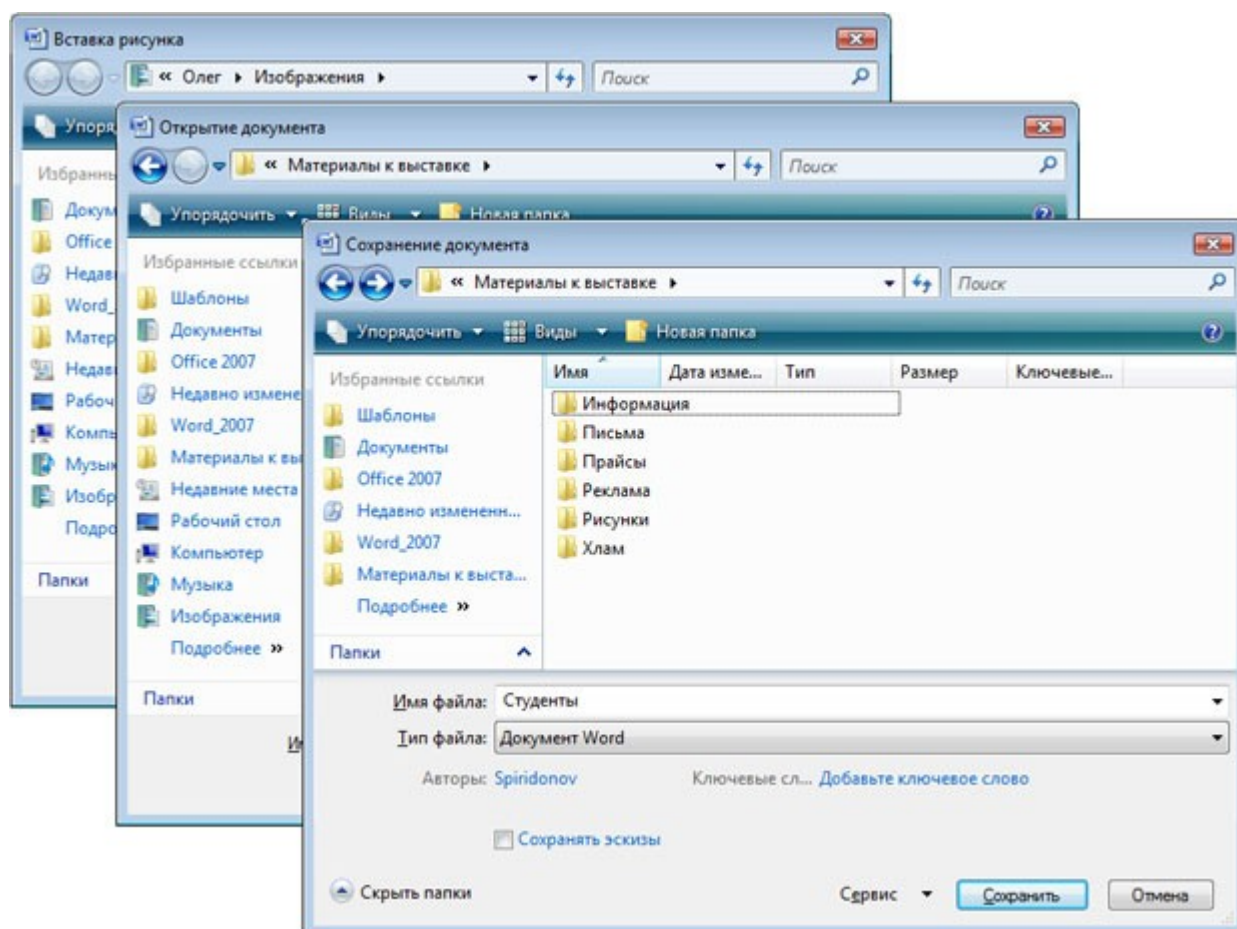 Вставка рисунка
« Олег ▸ Изображения ▸ Поиск
Упоря
Избранны
Докум
Office
Недав
Word_
Матер
Недав
Рабоч
Компь
Музык
Изобр
Подро
Папки
Открытие документа
« Материалы к выставке ▸ Поиск
Упорядочить Виды Новая папка
Избранные ссылки
Шаблоны
Документы
Office 2007
Недавно измене
Word_2007
Материалы к вы
Недавние места
Рабочий стол
Компьютер
Музыка
Изображения
Подробнее »
Папки
И
Сохранение документа
« Материалы к выставке ▸ Поиск
Упорядочить Виды Новая папка
Избранные ссылки
Шаблоны
Документы
Office 2007
Недавно измененн...
Word_2007
Материалы к выста...
Подробнее »
Папки
Имя Дата изме... Тип Размер Ключевые...
Информация
Письма
Прайсы
Реклама
Рисунки
Хлам
Имя файла: Студенты
Тип файла: Документ Word
Авторы: Spiridonov Ключевые сл... Добавьте ключевое слово
Сохранять эскизы
Скрыть папки Сервис Сохранить Отмена